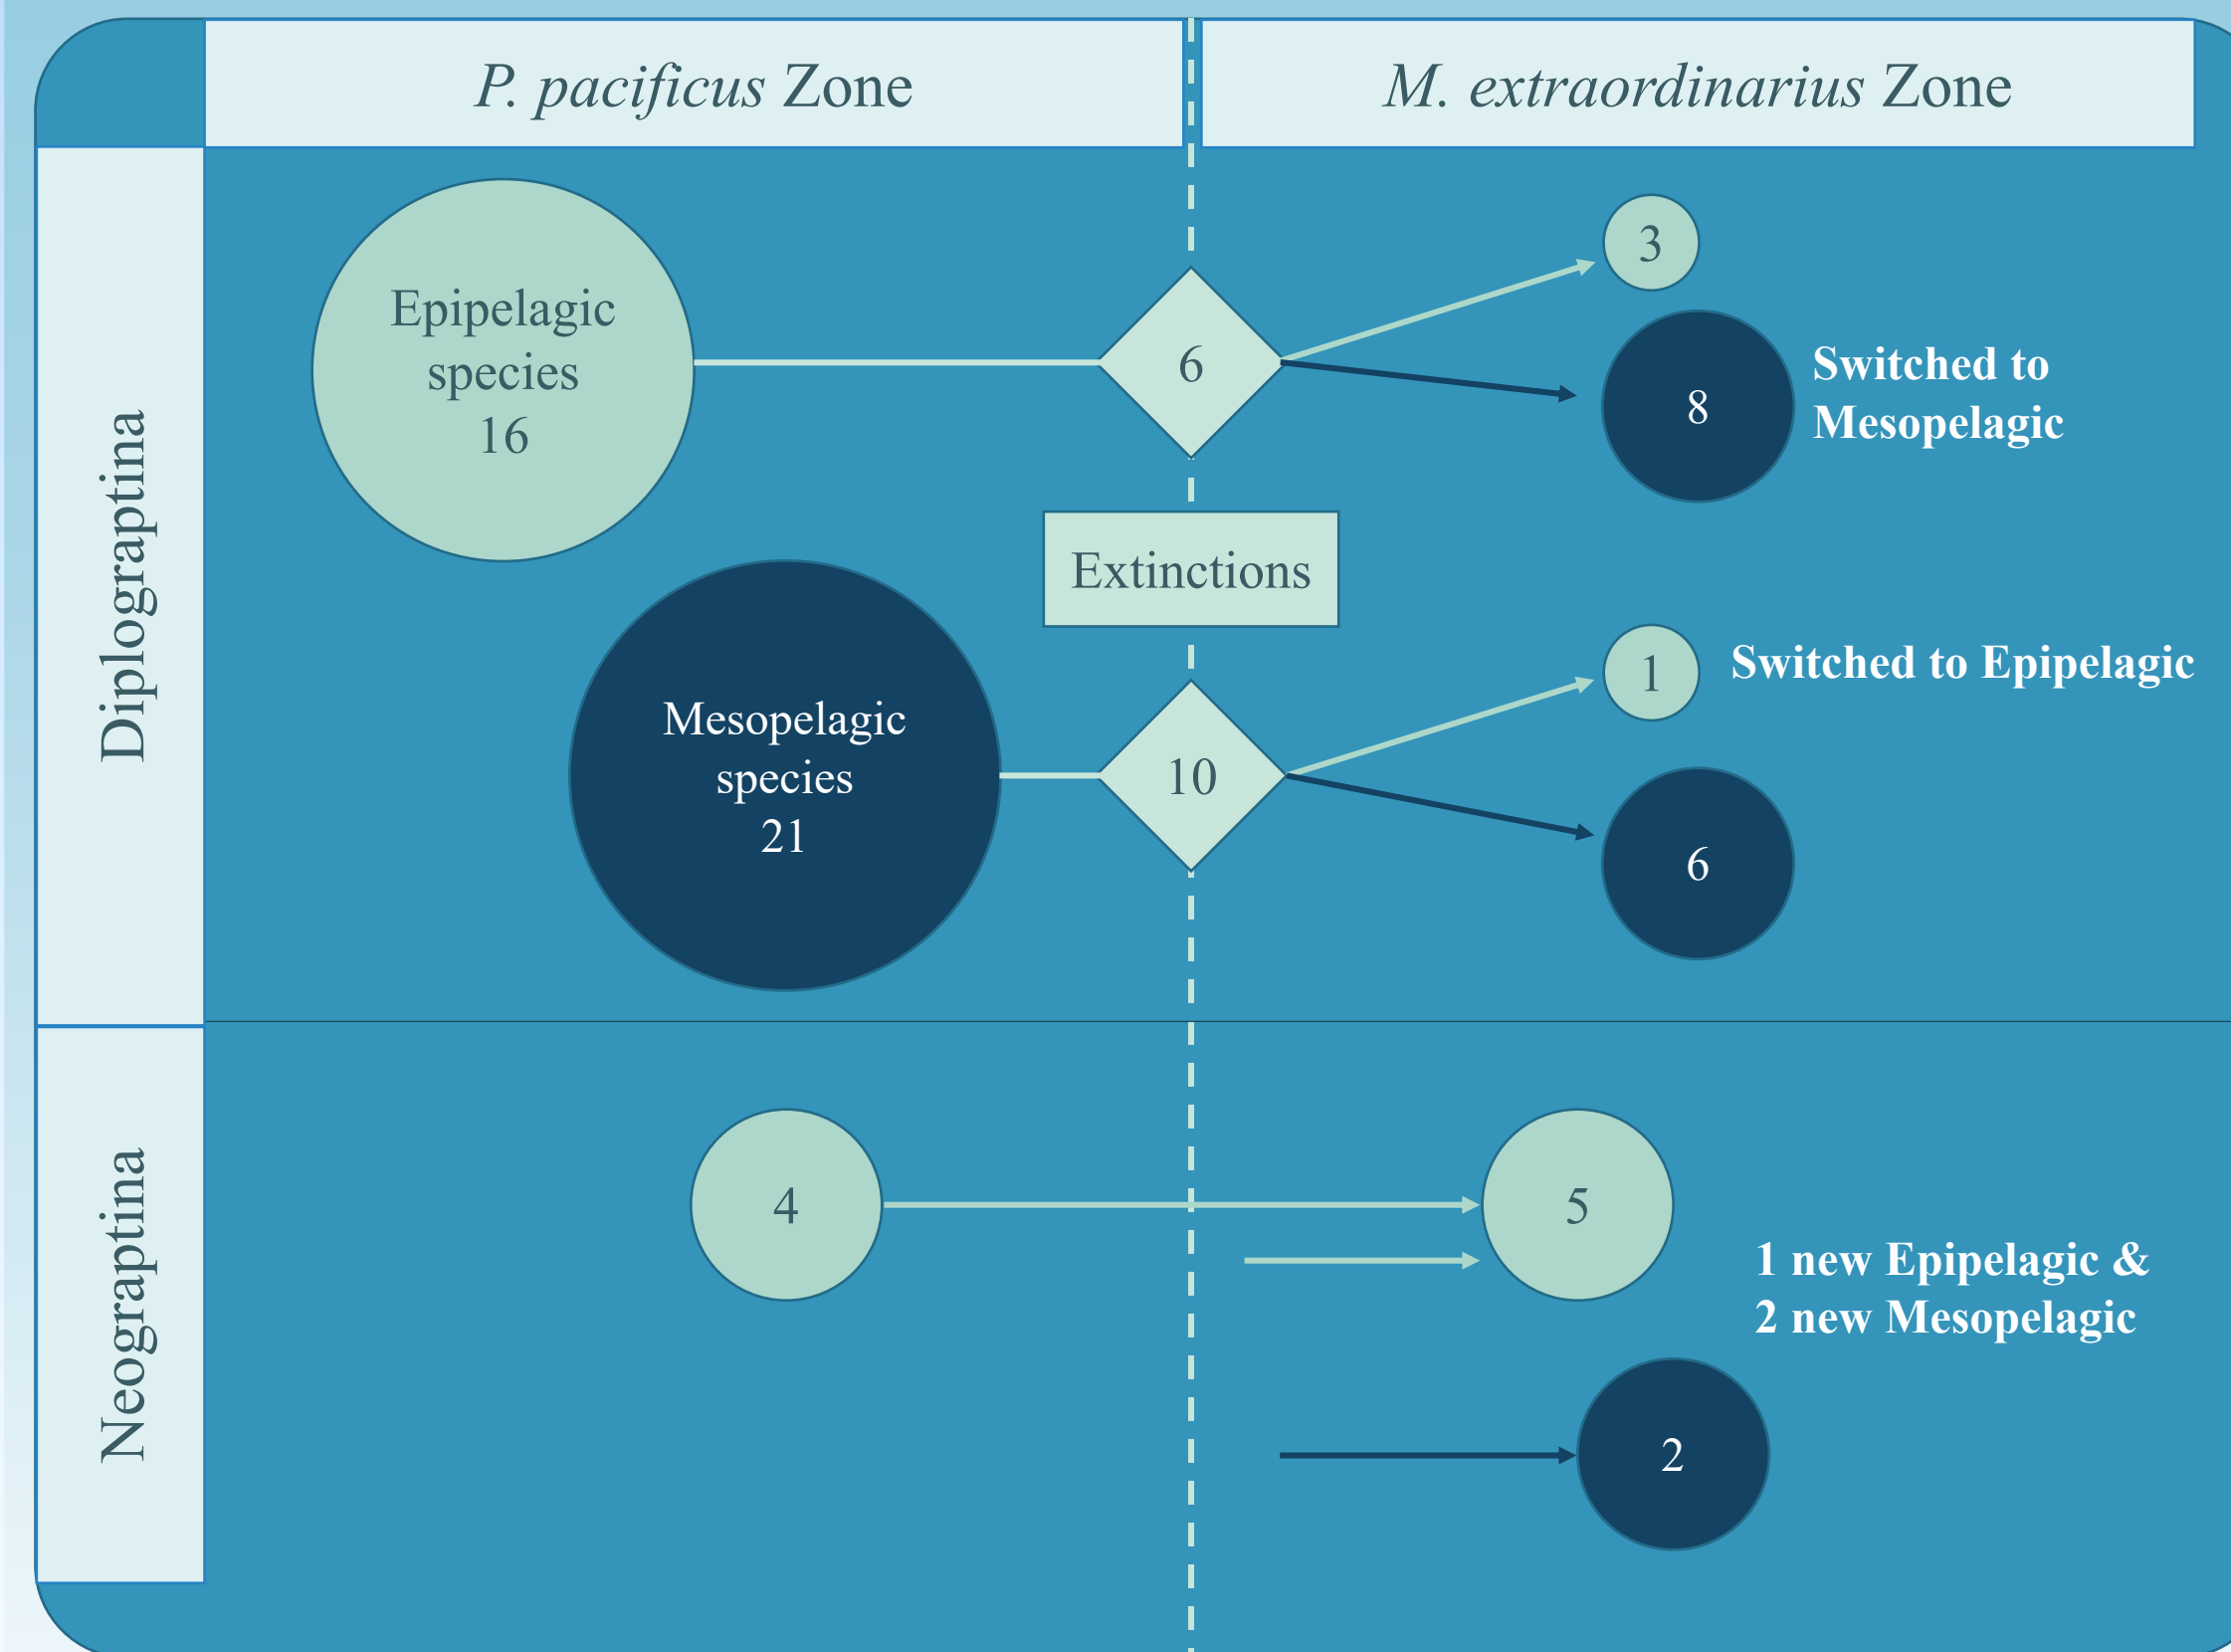 P. pacificus Zone
M. extraordinarius Zone
Diplograptina
Epipelagic
species
16
6
3
8
Switched to
Mesopelagic
Extinctions
Mesopelagic
species
21
10
1
Switched to Epipelagic
6
Neograptina
4
5
1 new Epipelagic &
2 new Mesopelagic
2